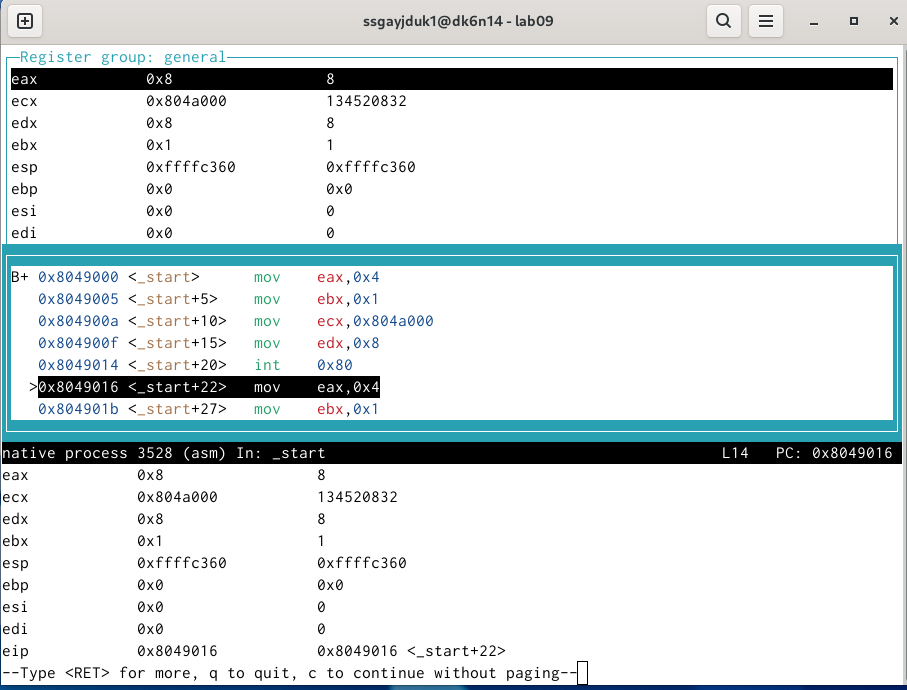 ssgayjduk1@dk6n14 - lab09
Register group: general
eax 0x8 8
ecx 0x804a000 134520832
edx 0x8 8
ebx 0x1 1
esp 0xffffc360 0xffffc360
ebp 0x0 0x0
esi 0x0 0
edi 0x0 0
B+ 0x8049000 <_start> mov eax,0x4
0x8049005 <_start+5> mov ebx,0x1
0x804900a <_start+10> mov ecx,0x804a000
0x804900f <_start+15> mov edx,0x8
0x8049014 <_start+20> int 0x80
>0x8049016 <_start+22> mov eax,0x4
0x804901b <_start+27> mov ebx,0x1
native process 3528 (asm) In: _start L14 PC: 0x8049016
eax 0x8 8
ecx 0x804a000 134520832
edx 0x8 8
ebx 0x1 1
esp 0xffffc360 0xffffc360
ebp 0x0 0x0
esi 0x0 0
edi 0x0 0
eip 0x8049016 0x8049016 <_start+22>
--Type <RET> for more, q to quit, c to continue without paging--